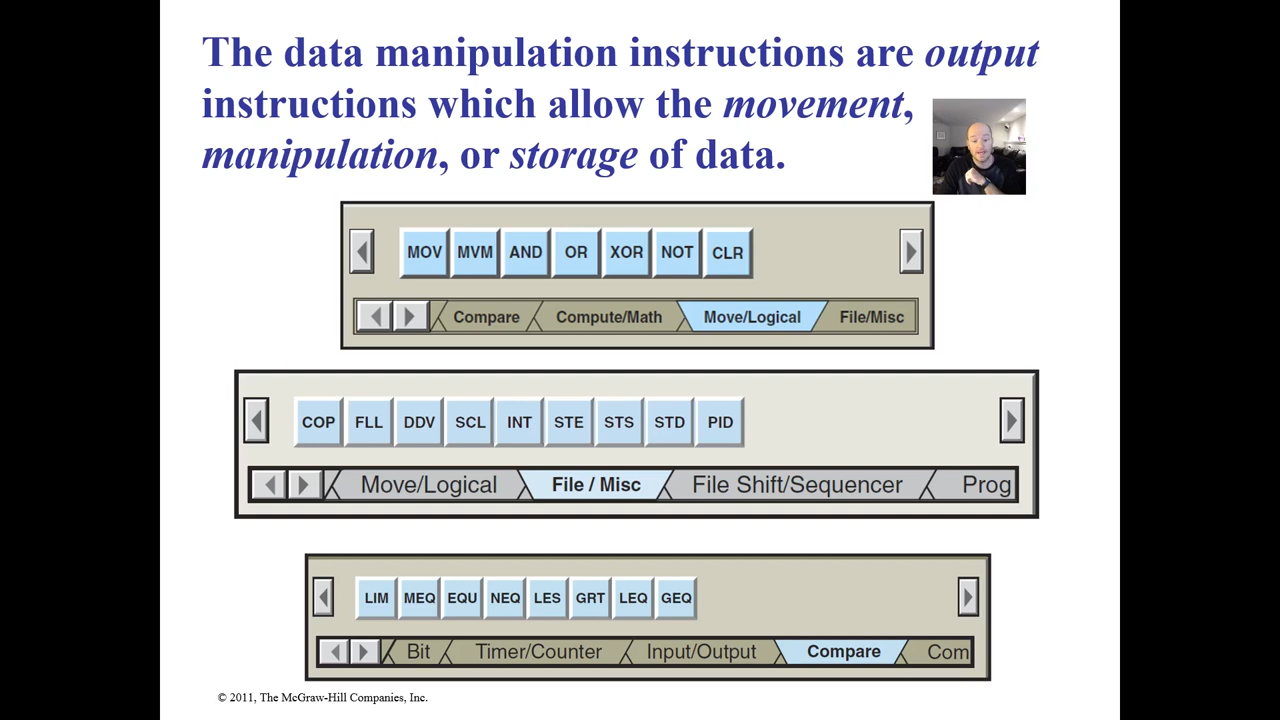 The data manipulation instructions are output
instructions which allow the movement,
manipulation, or storage of data.
MOV MVM AND OR XOR NOT CLR
Compare Compute/Math Move/Logical File/Misc
COP FLL DDV SCL INT STE STS STD PID
Move/Logical File / Misc File Shift/Sequencer Prog
LIM MEQ EQU NEQ LES GRT LEQ GEQ
Bit Timer/Counter Input/Output Compare Com
© 2011, The McGraw-Hill Companies, Inc.